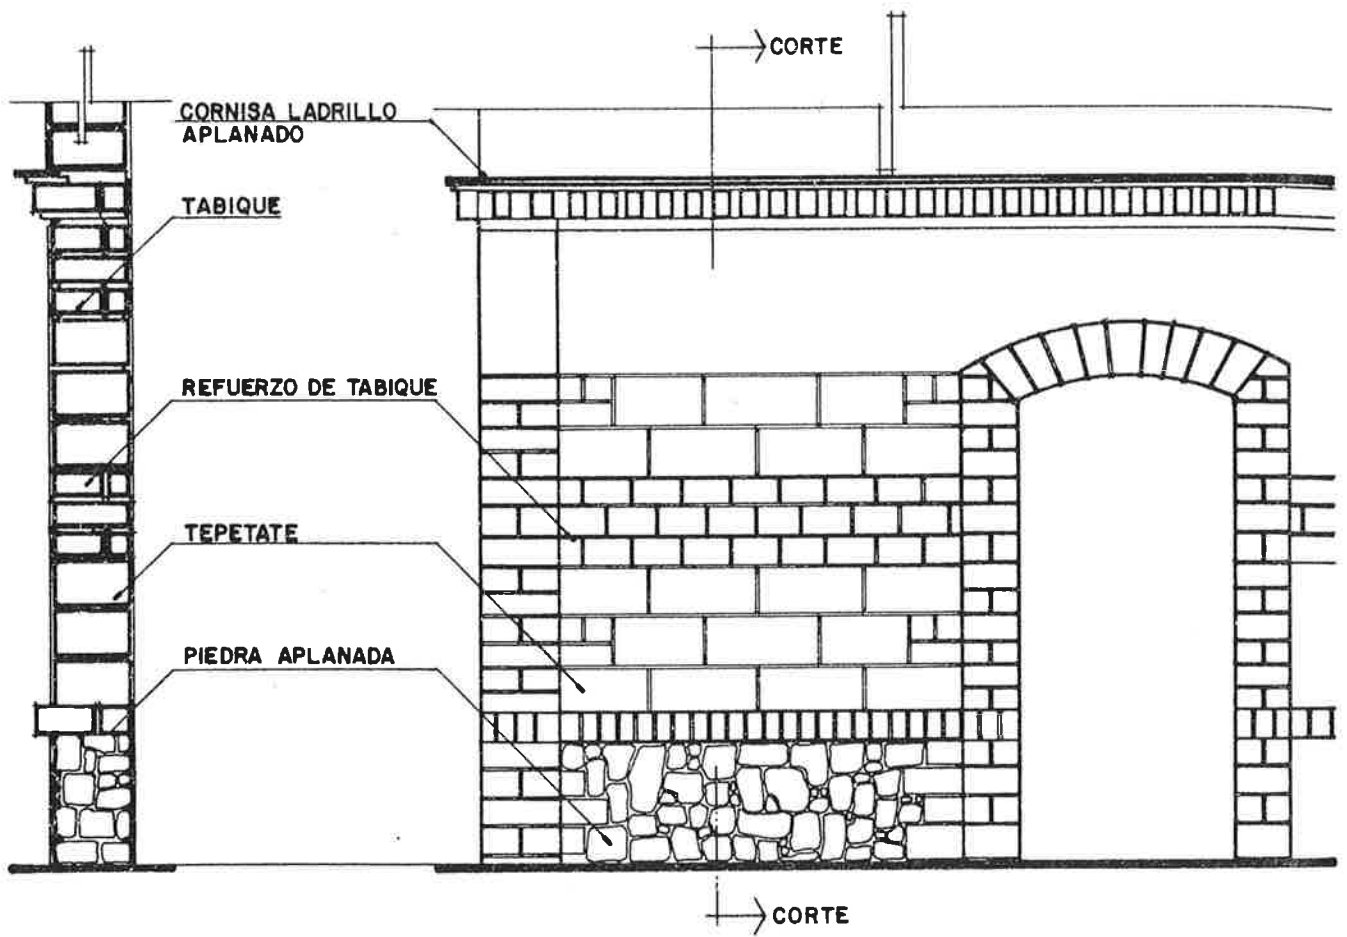 CORTE
CORNISA LADRILLO
APLANADO
TABIQUE
REFUERZO DE TABIQUE
TEPETATE
PIEDRA APLANADA
CORTE